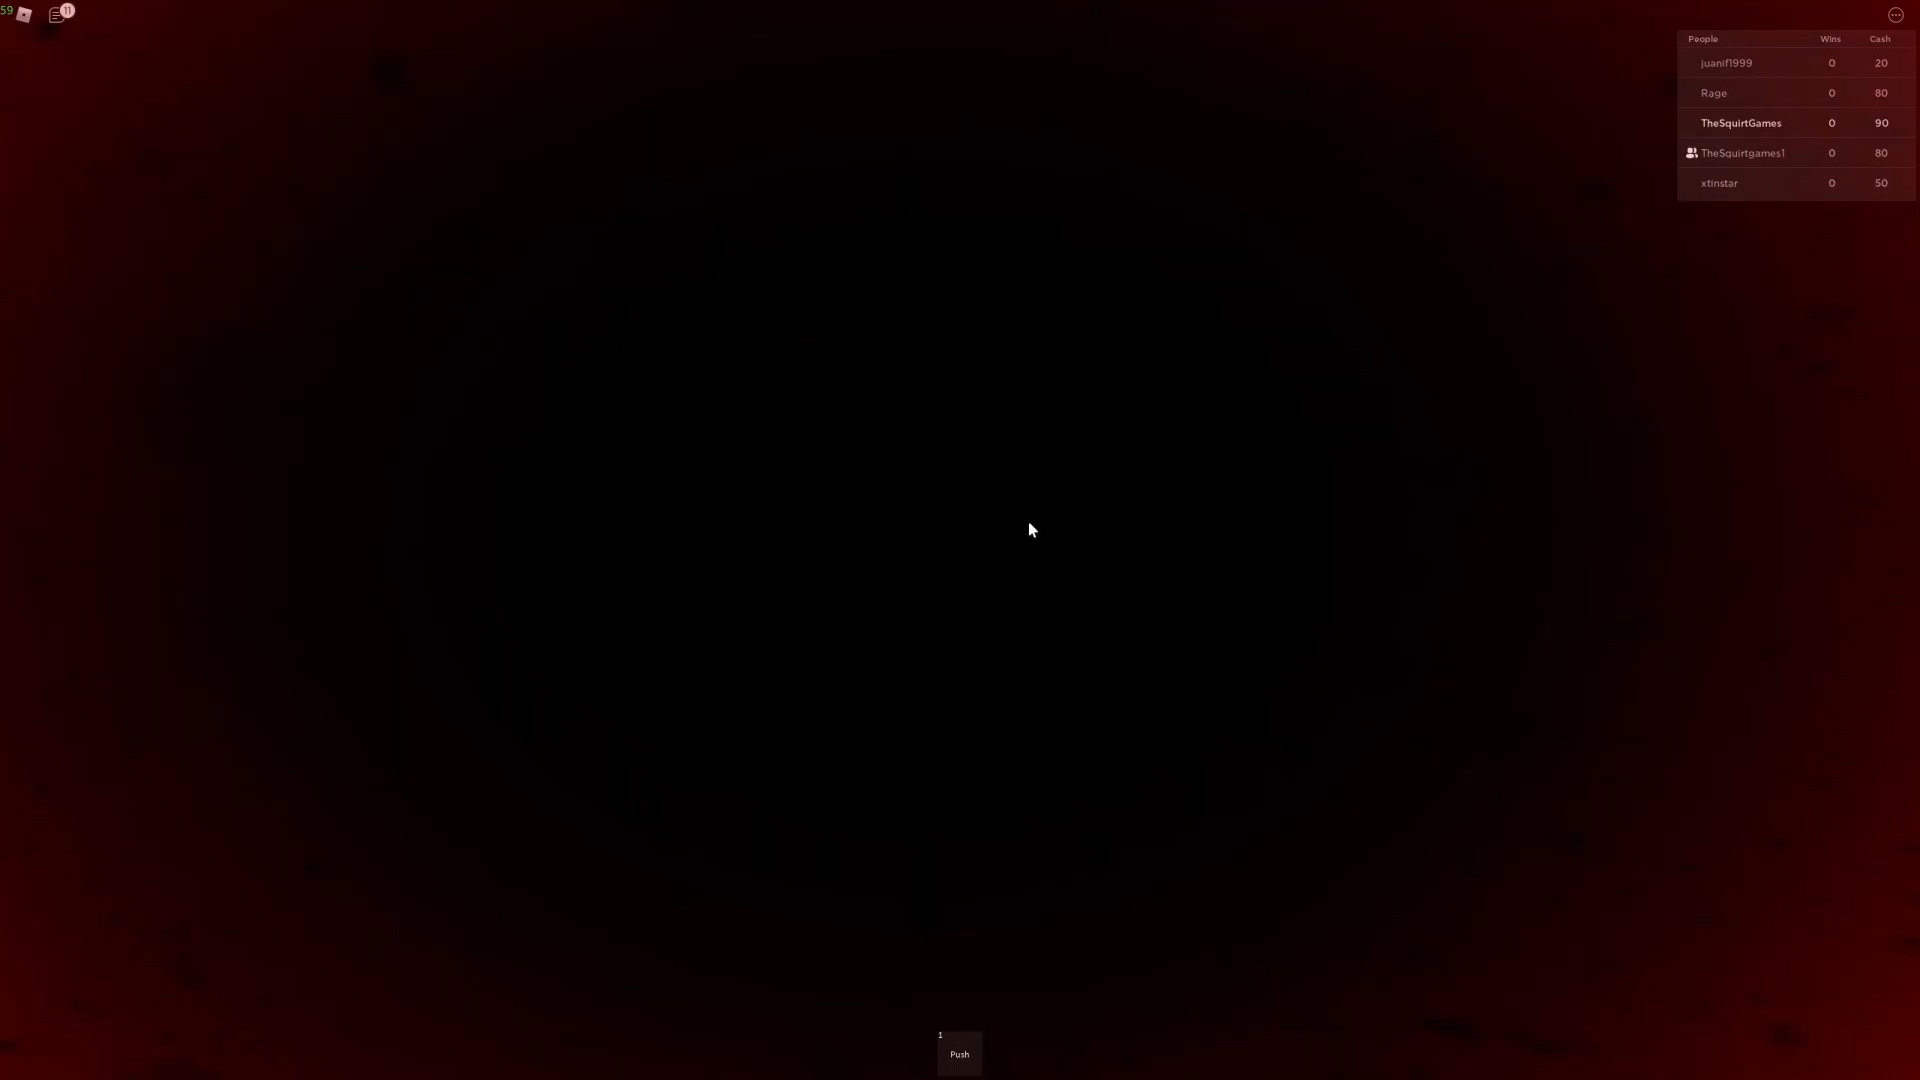 59
11
People Wins Cash
juanif1999 0 20
Rage 0 80
TheSquirtGames 0 90
TheSquirtgames1 0 80
xtinstar 0 50
1
Push